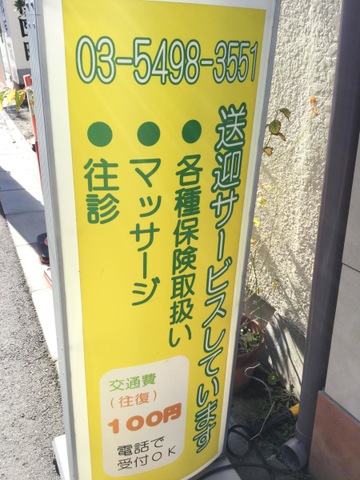 03-5498-3551
送迎サービスしています
●各種保険取扱い
●マッサージ
●往診
交通費
(往復)
100円
電話で
受付OK